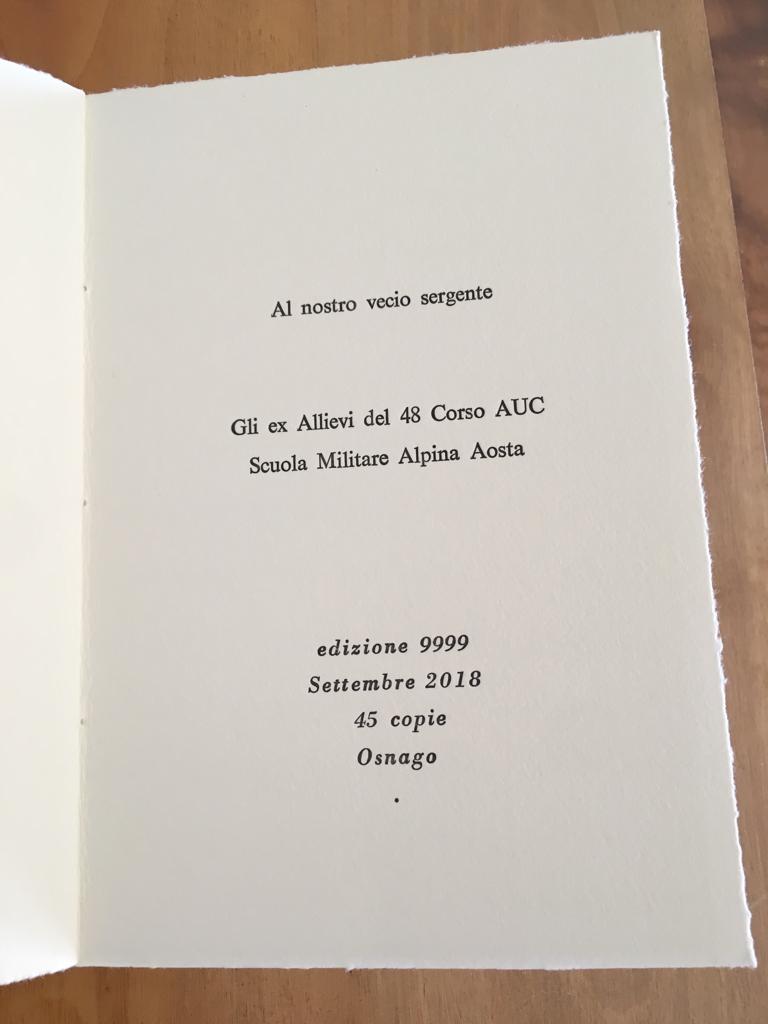 Al nostro vecio sergente
Gli ex Allievi del 48 Corso AUC
Scuola Militare Alpina Aosta
edizione 9999
Settembre 2018
45 copie
Osnago
.